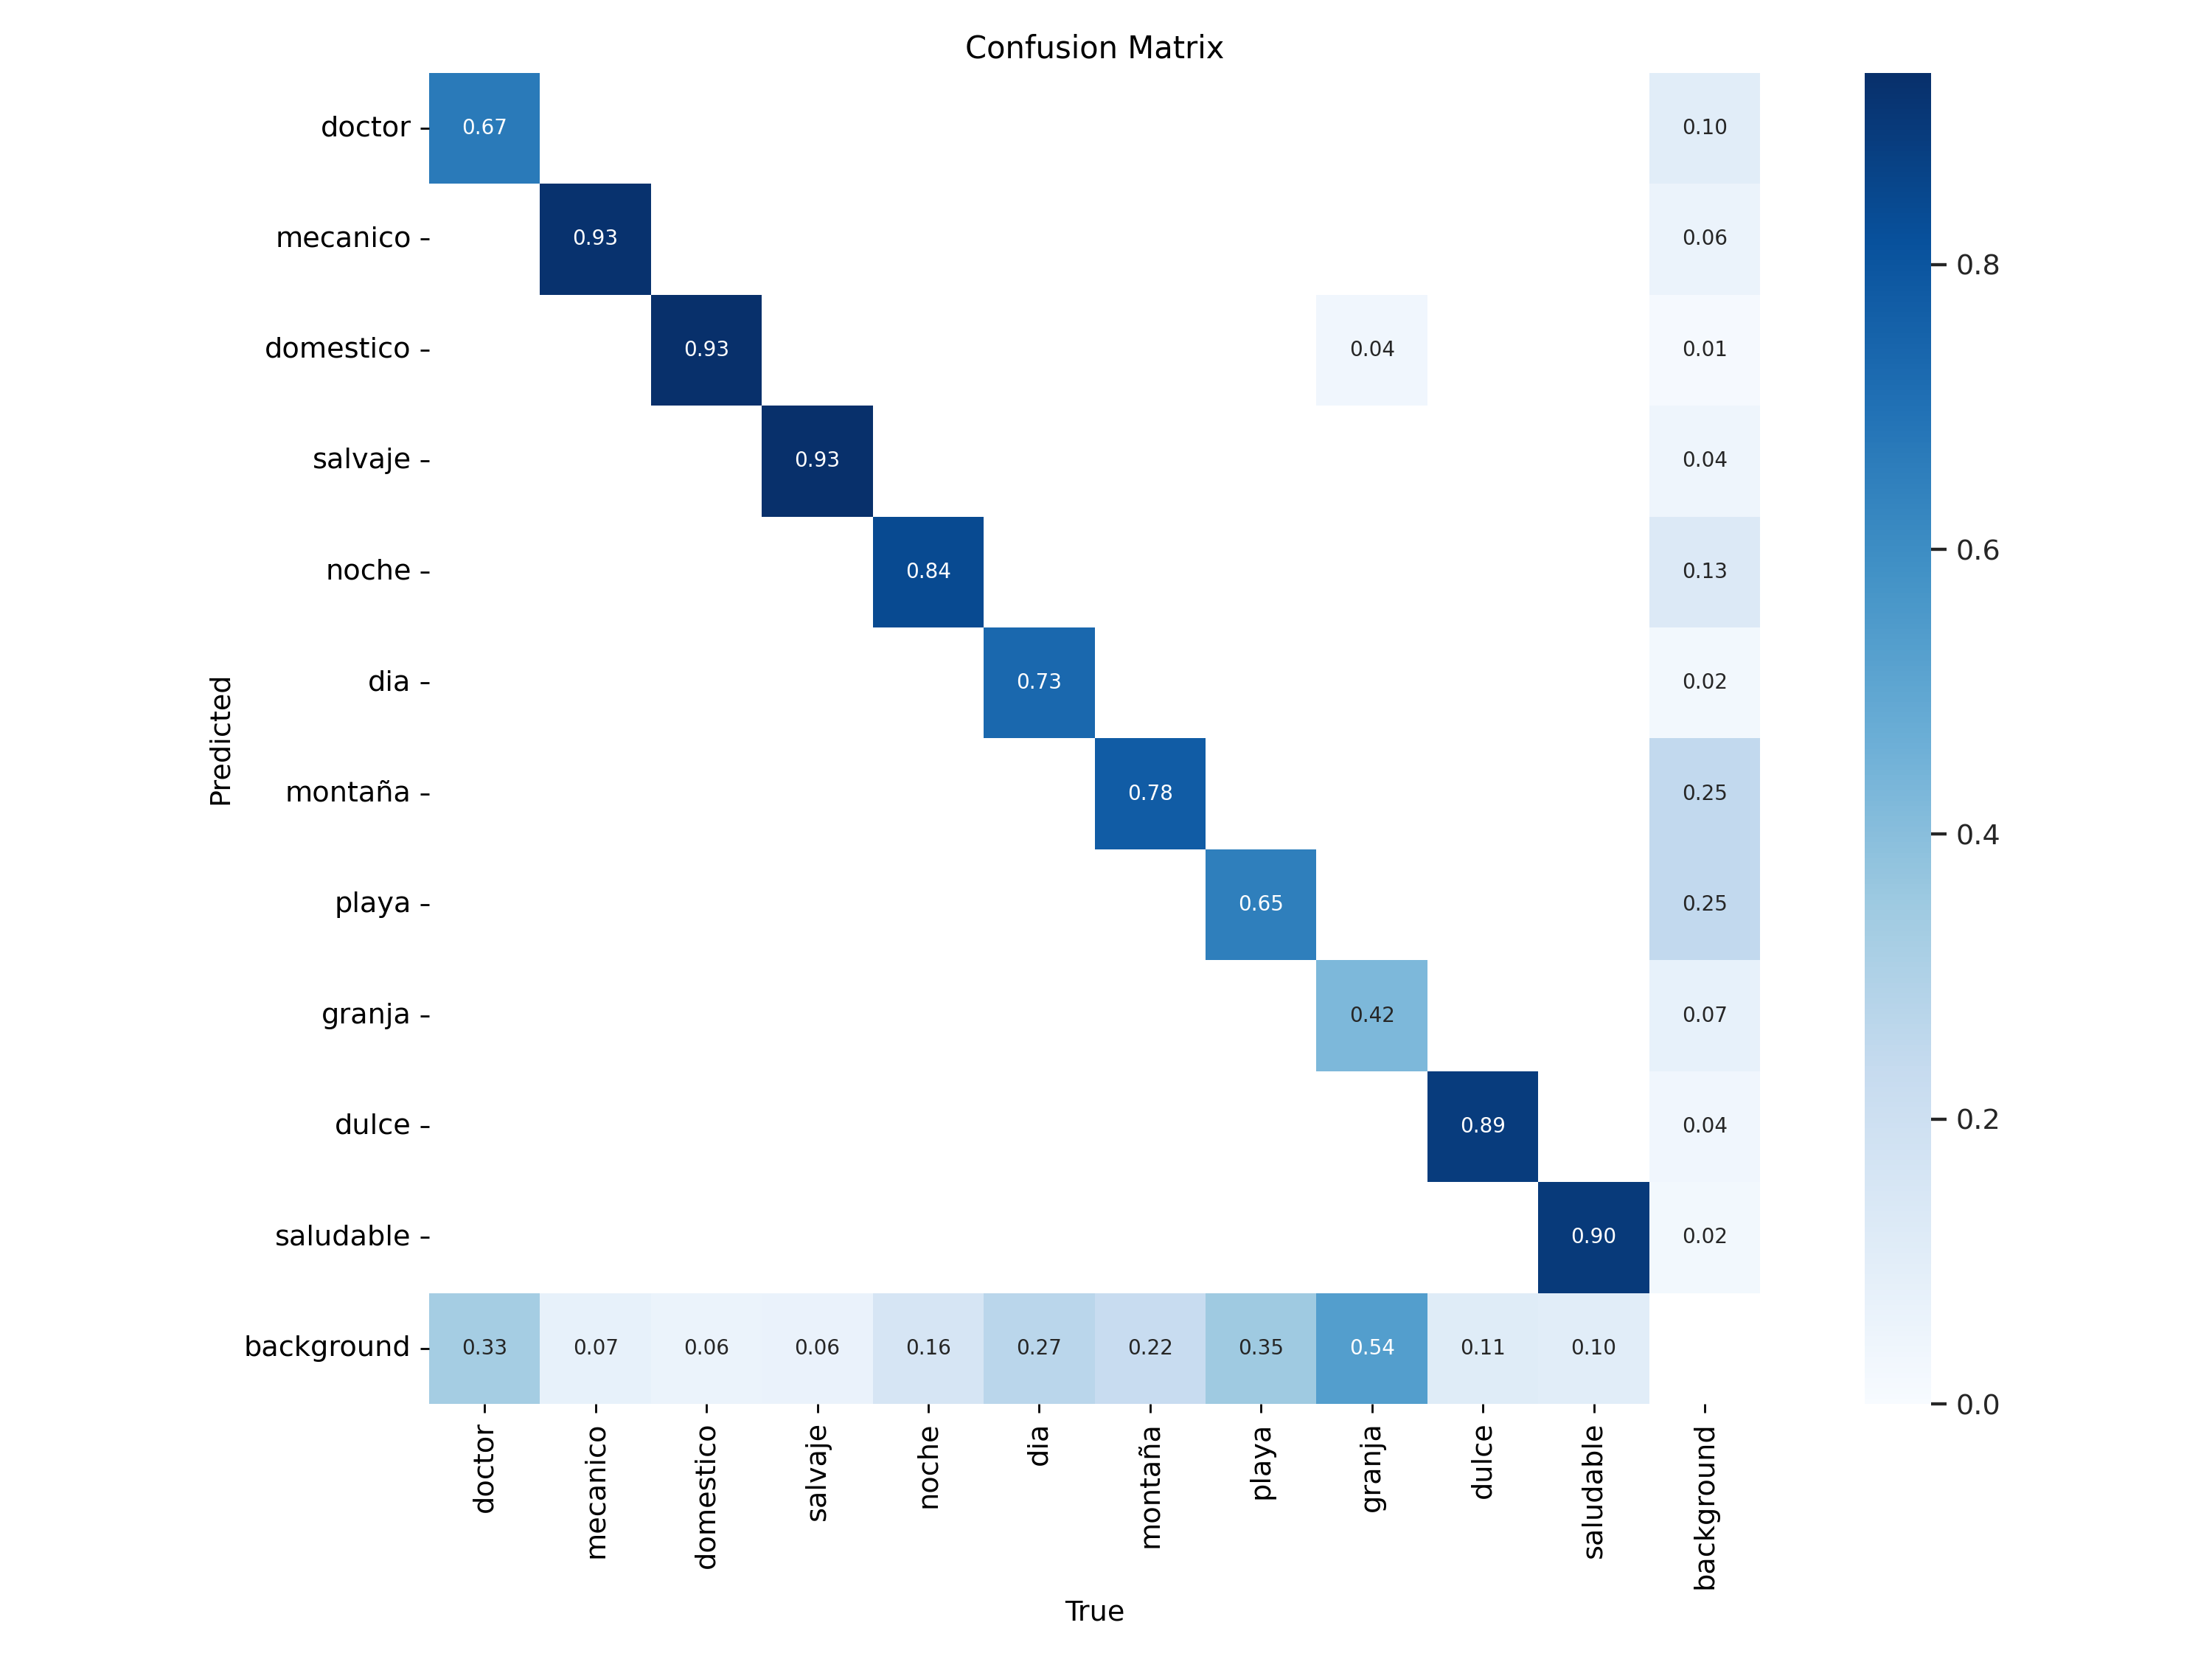 Confusion Matrix
doctor 0.67 0.10
mecanico 0.93 0.06
domestico 0.93 0.04 0.01
salvaje 0.93 0.04
noche 0.84 0.13
dia 0.73 0.02
montaña 0.78 0.25
playa 0.65 0.25
granja 0.42 0.07
dulce 0.89 0.04
saludable 0.90 0.02
background 0.33 0.07 0.06 0.06 0.16 0.27 0.22 0.35 0.54 0.11 0.10
doctor mecanico domestico salvaje noche dia montaña playa granja dulce saludable background
True
Predicted
0.8
0.6
0.4
0.2
0.0